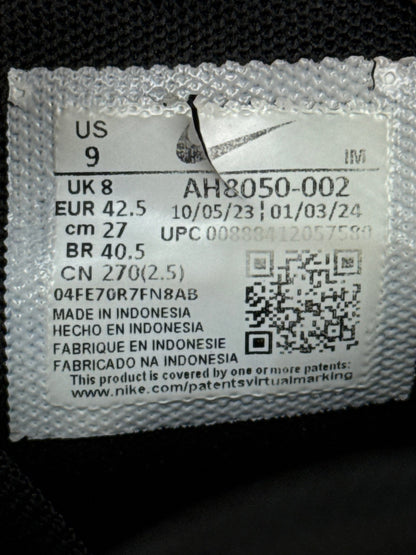 US
9
IM
UK 8
AH8050-002
EUR 42.5
10/05/23 ¦ 01/03/24
cm 27
UPC 00888412057580
BR 40.5
CN 270(2.5)
04FE70R7FN8AB
MADE IN INDONESIA
HECHO EN INDONESIA
FABRIQUE EN INDONESIE
FABRICADO NA INDONESIA
This product is covered by one or more patents:
www.nike.com/patentsvirtualmarking